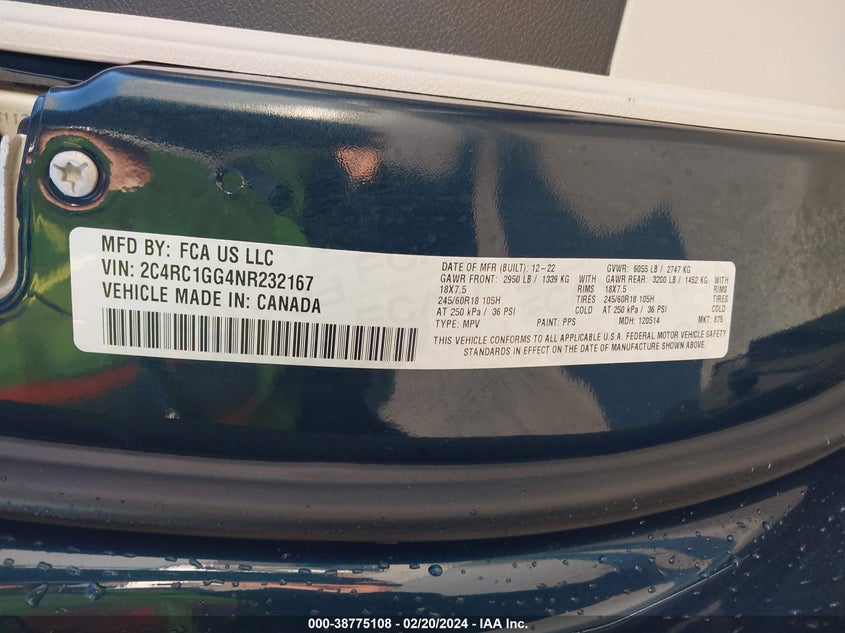 MFD BY: FCA US LLC
VIN: 2C4RC1GG4NR232167
VEHICLE MADE IN: CANADA
DATE OF MFR (BUILT): 12-22 GVWR: 6055 LB / 2747 KG
GAWR FRONT: 2950 LB / 1339 KG WITH GAWR REAR: 3200 LB / 1452 KG WITH
18X7.5 RIMS 18X7.5 RIMS
245/60R18 105H TIRES 245/60R18 105H TIRES
AT 250 kPa / 36 PSI COLD AT 250 kPa / 36 PSI COLD
TYPE: MPV PAINT: PPS MDH: 120514 MKT: 875
THIS VEHICLE CONFORMS TO ALL APPLICABLE U.S.A. FEDERAL MOTOR VEHICLE SAFETY
STANDARDS IN EFFECT ON THE DATE OF MANUFACTURE SHOWN ABOVE.
000-38775108 - 02/20/2024 - IAA Inc.